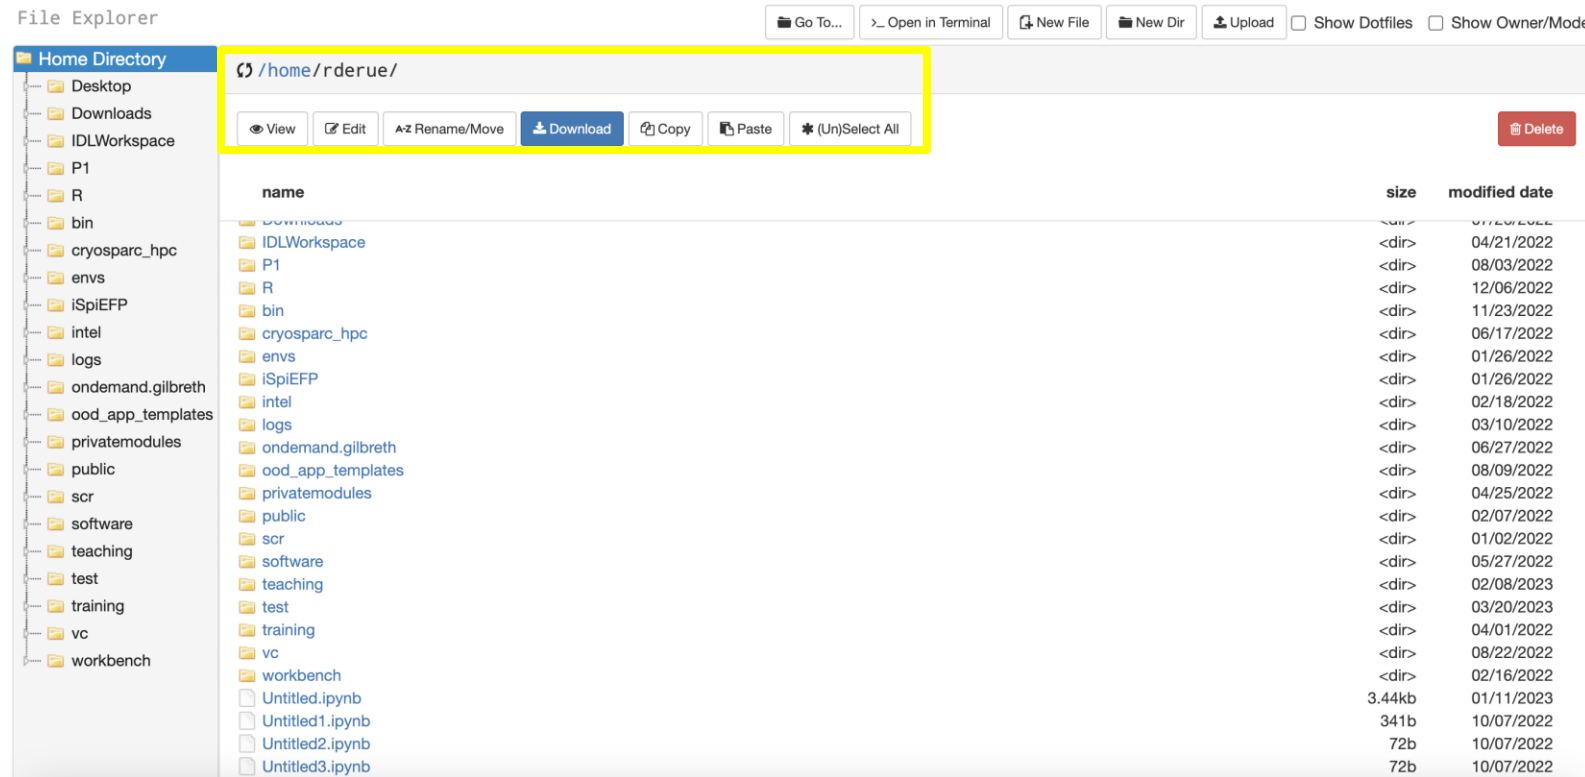 File Explorer
Go To... >_ Open in Terminal New File New Dir Upload Show Dotfiles Show Owner/Mode
Home Directory
Desktop
Downloads
IDLWorkspace
P1
R
bin
cryosparc_hpc
envs
iSpiEFP
intel
logs
ondemand.gilbreth
ood_app_templates
privatemodules
public
scr
software
teaching
test
training
vc
workbench
/home/rderue/
View Edit A-Z Rename/Move Download Copy Paste (Un)Select All Delete
name size modified date
Downloads <dir> 07/26/2022
IDLWorkspace <dir> 04/21/2022
P1 <dir> 08/03/2022
R <dir> 12/06/2022
bin <dir> 11/23/2022
cryosparc_hpc <dir> 06/17/2022
envs <dir> 01/26/2022
iSpiEFP <dir> 01/26/2022
intel <dir> 02/18/2022
logs <dir> 03/10/2022
ondemand.gilbreth <dir> 06/27/2022
ood_app_templates <dir> 08/09/2022
privatemodules <dir> 04/25/2022
public <dir> 02/07/2022
scr <dir> 01/02/2022
software <dir> 05/27/2022
teaching <dir> 02/08/2023
test <dir> 03/20/2023
training <dir> 04/01/2022
vc <dir> 08/22/2022
workbench <dir> 02/16/2022
Untitled.ipynb 3.44kb 01/11/2023
Untitled1.ipynb 341b 10/07/2022
Untitled2.ipynb 72b 10/07/2022
Untitled3.ipynb 72b 10/07/2022